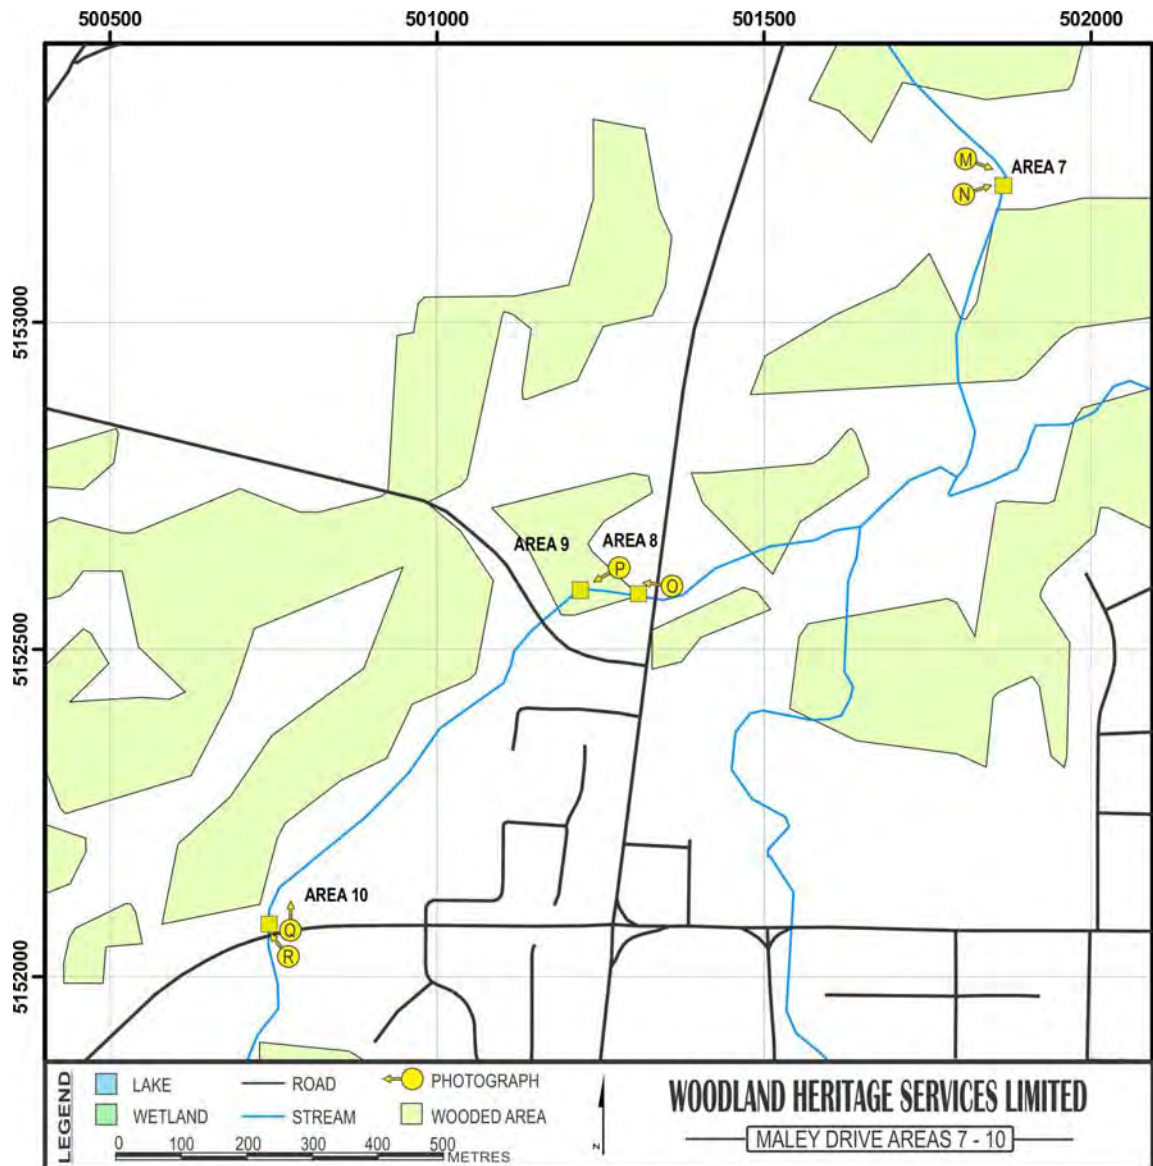 500500 501000 501500 502000
M
AREA 7
N
5153000
AREA 9 AREA 8
P
O
5152500
AREA 10
Q
R
5152000
LEGEND
LAKE ROAD PHOTOGRAPH
WETLAND STREAM WOODED AREA
0 100 200 300 400 500 METRES
N
WOODLAND HERITAGE SERVICES LIMITED
MALEY DRIVE AREAS 7 - 10